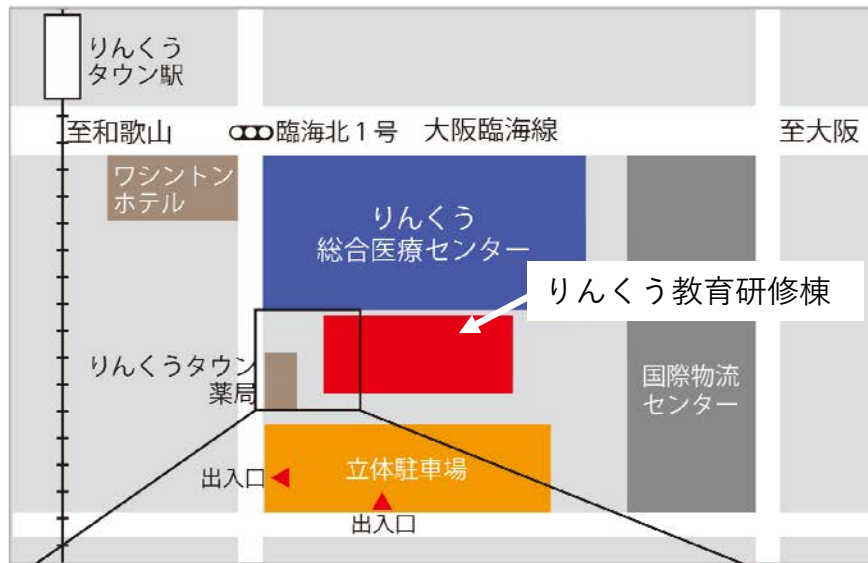 りんくう
タウン駅
至和歌山
臨海北1号
大阪臨海線
至大阪
ワシントン
ホテル
りんくう
総合医療センター
りんくう教育研修棟
りんくうタウン
薬局
国際物流
センター
立体駐車場
出入口
出入口